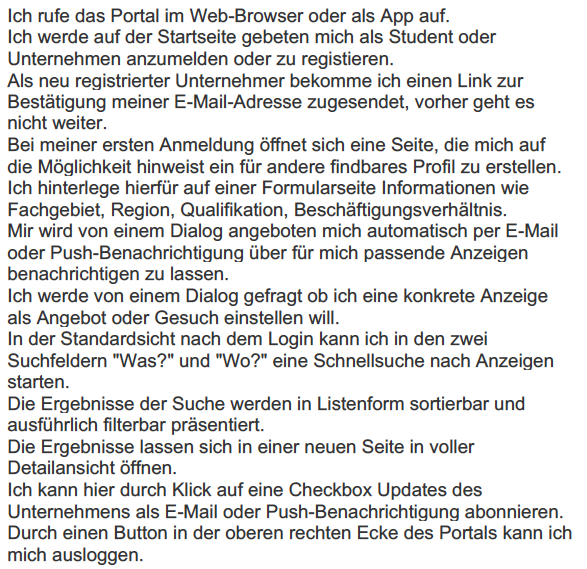 Ich rufe das Portal im Web-Browser oder als App auf.
Ich werde auf der Startseite gebeten mich als Student oder
Unternehmen anzumelden oder zu registieren.
Als neu registrierter Unternehmer bekomme ich einen Link zur
Bestätigung meiner E-Mail-Adresse zugesendet, vorher geht es
nicht weiter.
Bei meiner ersten Anmeldung öffnet sich eine Seite, die mich auf
die Möglichkeit hinweist ein für andere findbares Profil zu erstellen.
Ich hinterlege hierfür auf einer Formularseite Informationen wie
Fachgebiet, Region, Qualifikation, Beschäftigungsverhältnis.
Mir wird von einem Dialog angeboten mich automatisch per E-Mail
oder Push-Benachrichtigung über für mich passende Anzeigen
benachrichtigen zu lassen.
Ich werde von einem Dialog gefragt ob ich eine konkrete Anzeige
als Angebot oder Gesuch einstellen will.
In der Standardsicht nach dem Login kann ich in den zwei
Suchfeldern "Was?" und "Wo?" eine Schnellsuche nach Anzeigen
starten.
Die Ergebnisse der Suche werden in Listenform sortierbar und
ausführlich filterbar präsentiert.
Die Ergebnisse lassen sich in einer neuen Seite in voller
Detailansicht öffnen.
Ich kann hier durch Klick auf eine Checkbox Updates des
Unternehmens als E-Mail oder Push-Benachrichtigung abonnieren.
Durch einen Button in der oberen rechten Ecke des Portals kann ich
mich ausloggen.